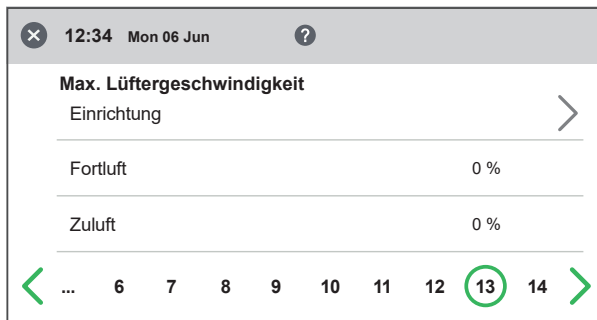 12:34 Mon 06 Jun ?
Max. Lüftergeschwindigkeit
Einrichtung
Fortluft 0 %
Zuluft 0 %
... 6 7 8 9 10 11 12 13 14